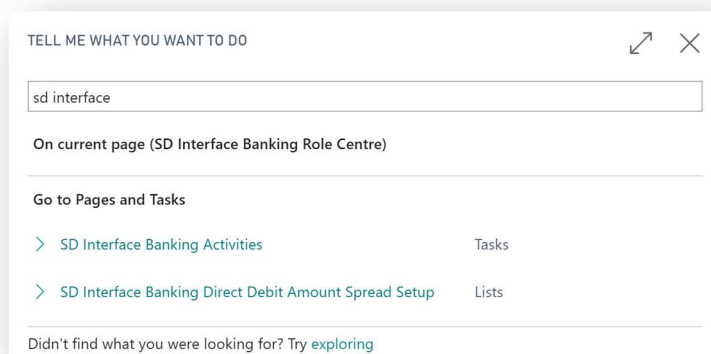 TELL ME WHAT YOU WANT TO DO
sd interface
On current page (SD Interface Banking Role Centre)
Go to Pages and Tasks
SD Interface Banking Activities Tasks
SD Interface Banking Direct Debit Amount Spread Setup Lists
Didn't find what you were looking for? Try exploring